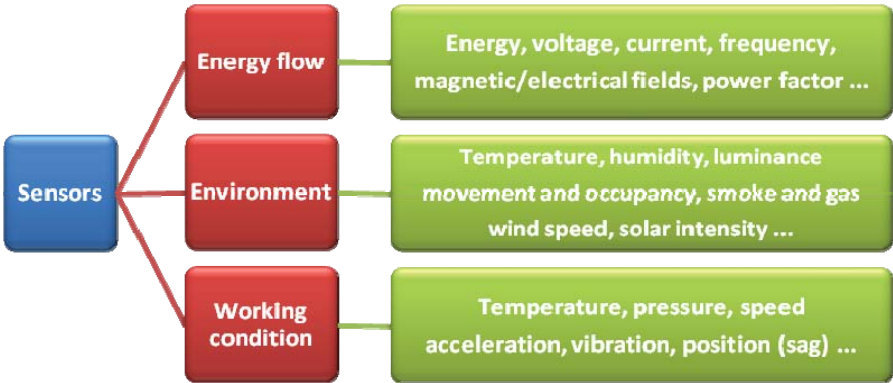 Sensors
Energy flow
Energy, voltage, current, frequency,
magnetic/electrical fields, power factor ...
Environment
Temperature, humidity, luminance
movement and occupancy, smoke and gas
wind speed, solar intensity ...
Working
condition
Temperature, pressure, speed
acceleration, vibration, position (sag) ...